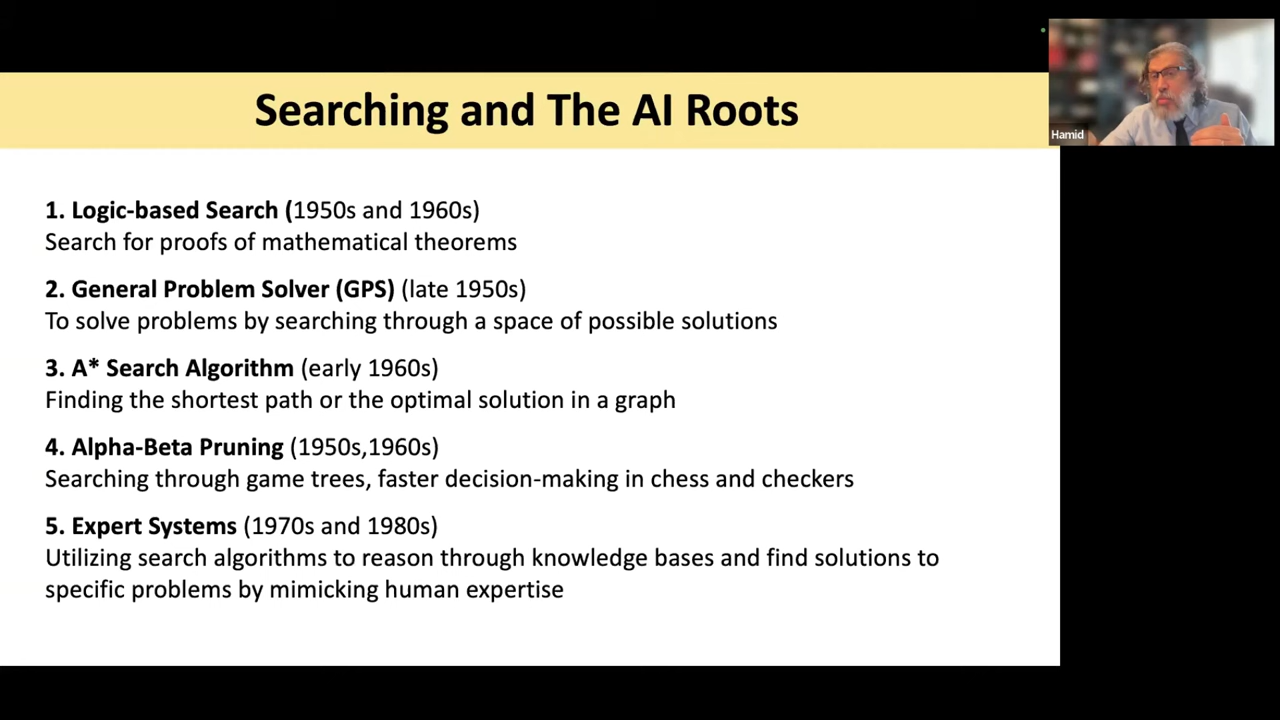 Searching and The AI Roots
Hamid
1. Logic-based Search (1950s and 1960s)
Search for proofs of mathematical theorems
2. General Problem Solver (GPS) (late 1950s)
To solve problems by searching through a space of possible solutions
3. A* Search Algorithm (early 1960s)
Finding the shortest path or the optimal solution in a graph
4. Alpha-Beta Pruning (1950s,1960s)
Searching through game trees, faster decision-making in chess and checkers
5. Expert Systems (1970s and 1980s)
Utilizing search algorithms to reason through knowledge bases and find solutions to
specific problems by mimicking human expertise